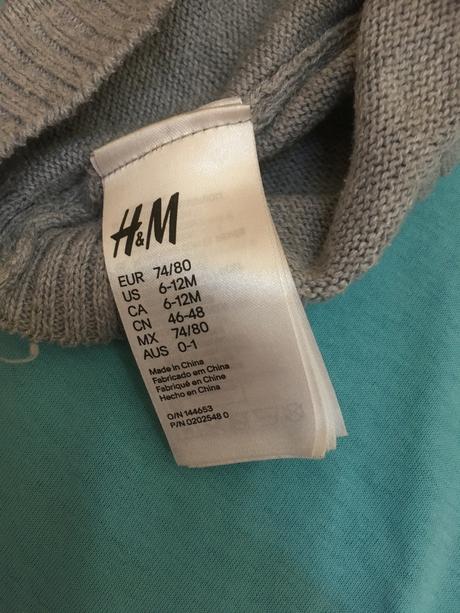 H&M
EUR 74/80
US 6-12M
CA 6-12M
CN 46-48
MX 74/80
AUS 0-1
Made in China
Fabricado em China
Fabriqué en Chine
Hecho en China
O/N 144653
P/N 0202548 0